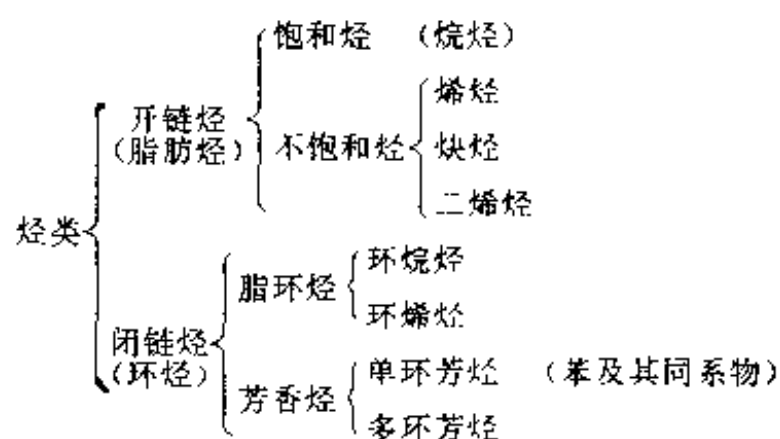 饱和烃 （烷烃）
烯烃
开链烃
（脂肪烃）
不饱和烃
炔烃
二烯烃
烃类
环烷烃
脂环烃
环烯烃
闭链烃
（环烃）
单环芳烃 （苯及其同系物）
芳香烃
多环芳烃